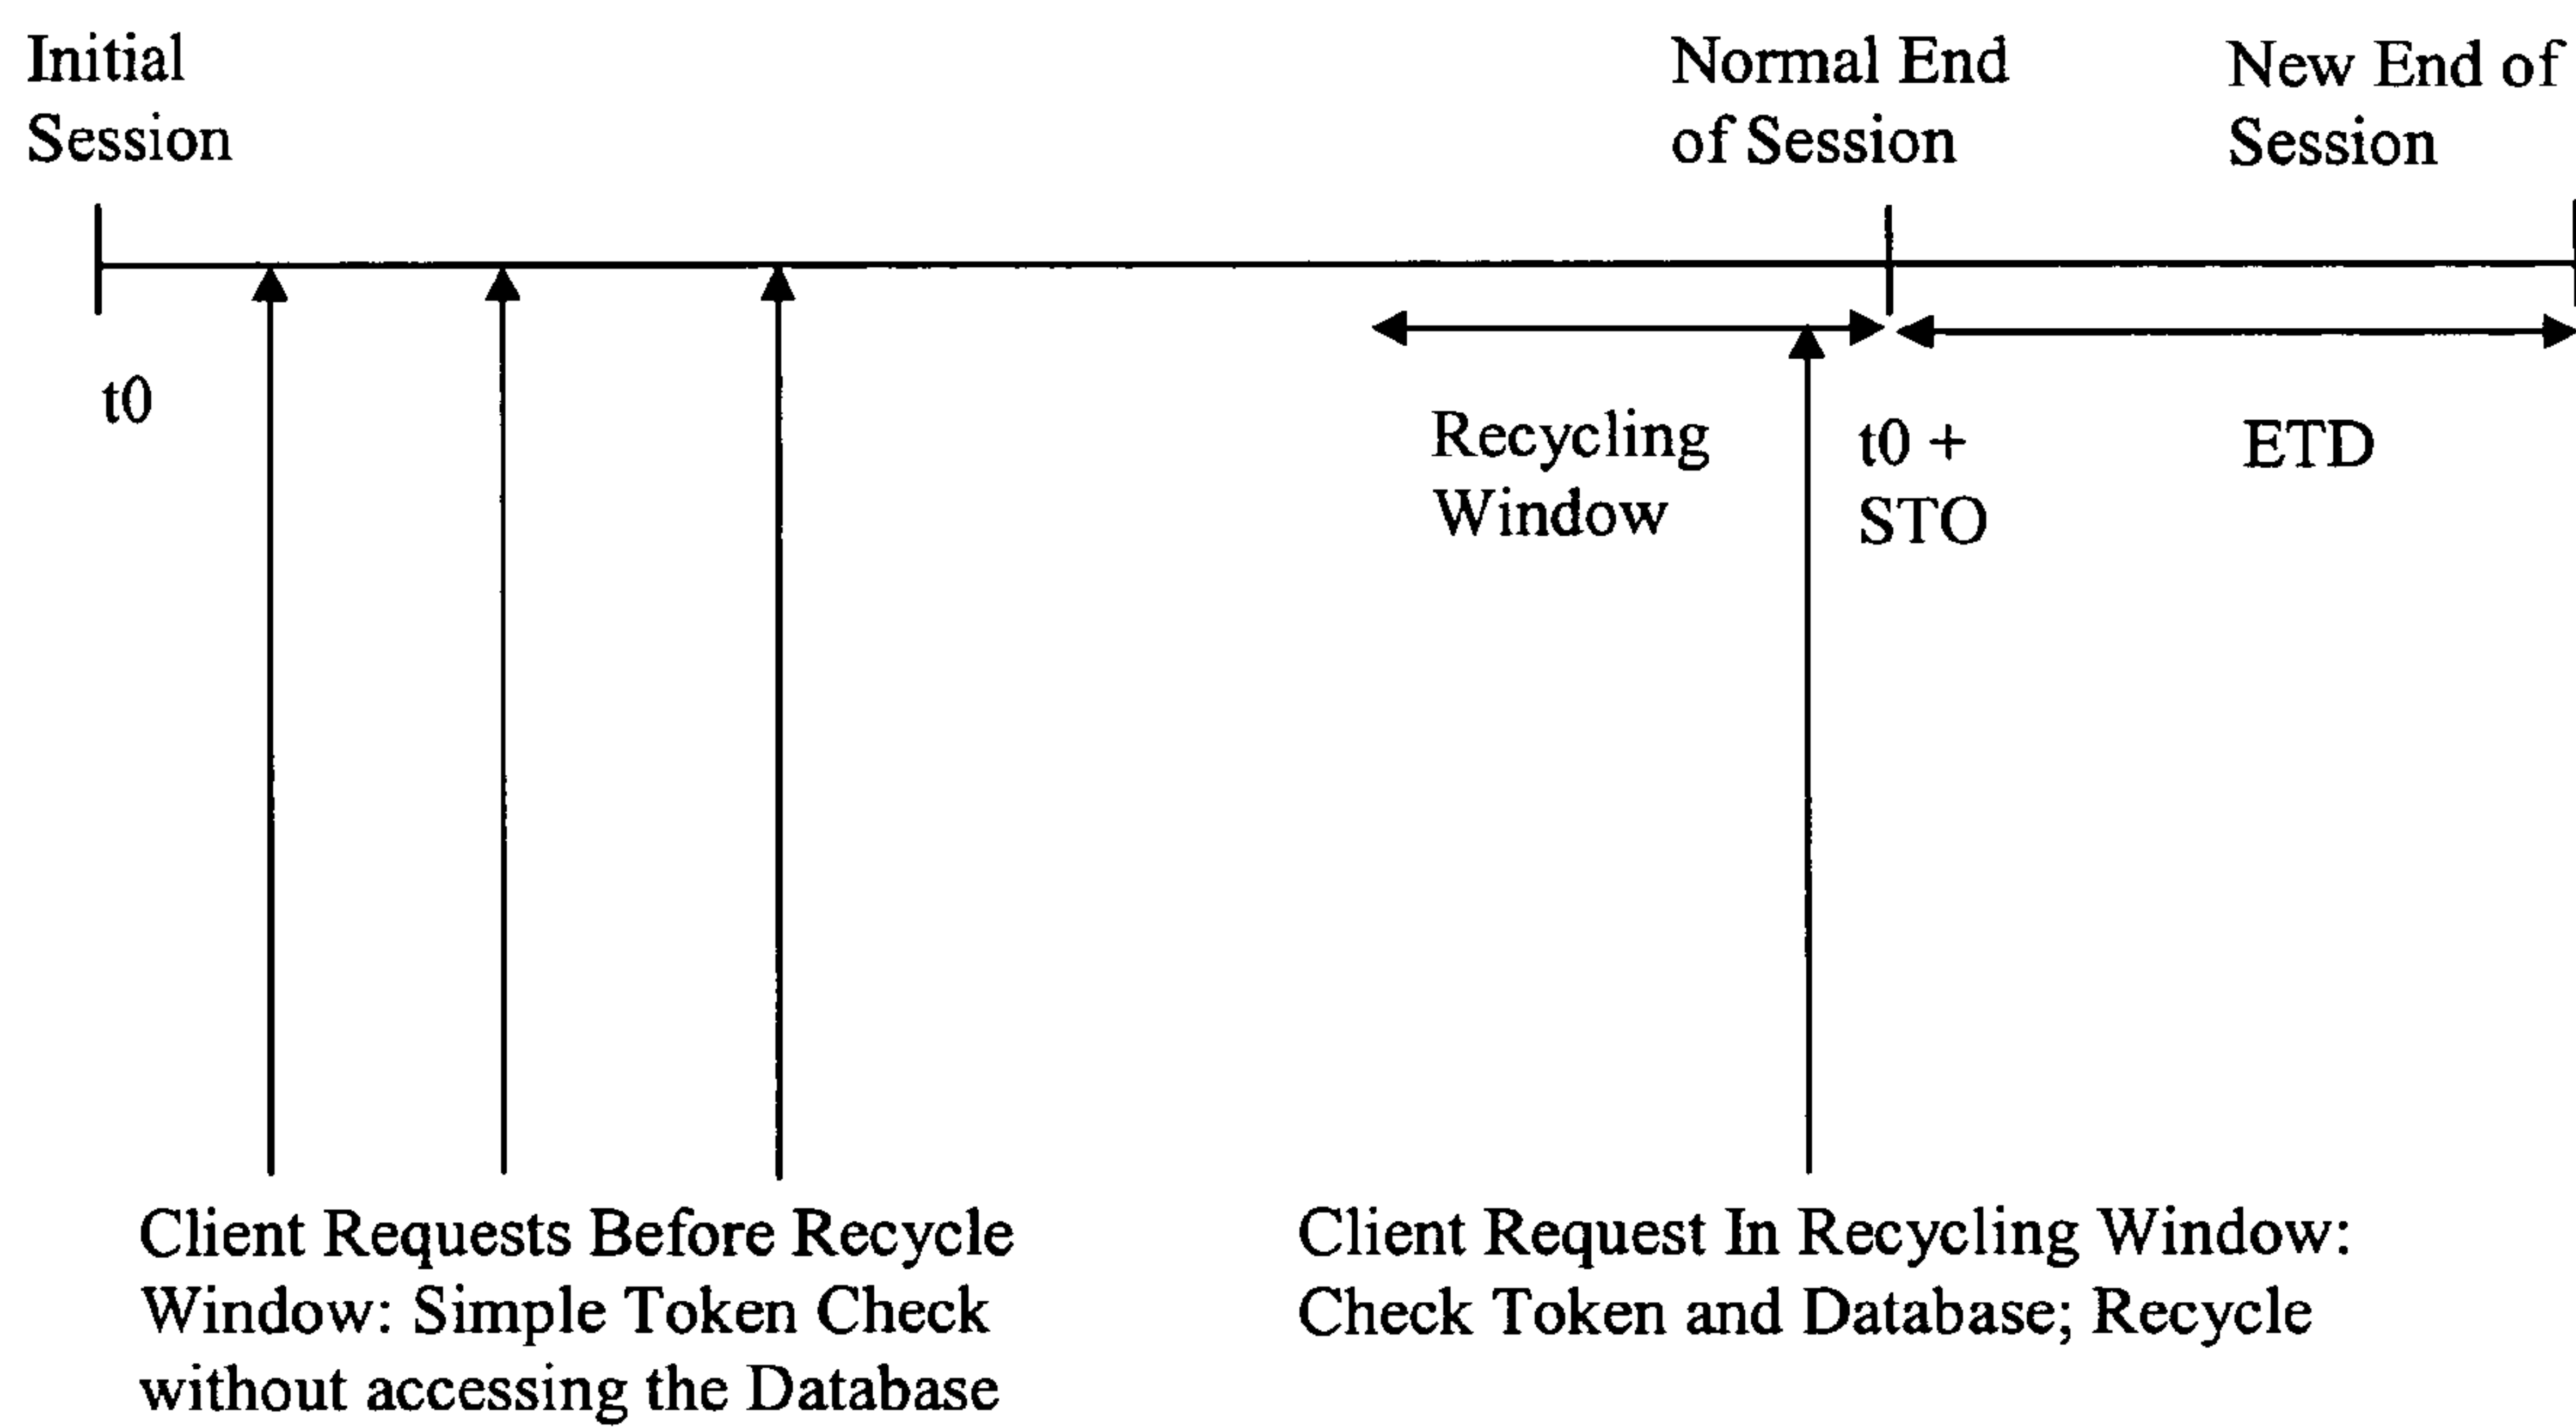 Initial
Session
Normal End
of Session
New End of
Session
t0
Recycling
Window
t0 +
STO
ETD
Client Requests Before Recycle
Window: Simple Token Check
without accessing the Database
Client Request In Recycling Window:
Check Token and Database; Recycle